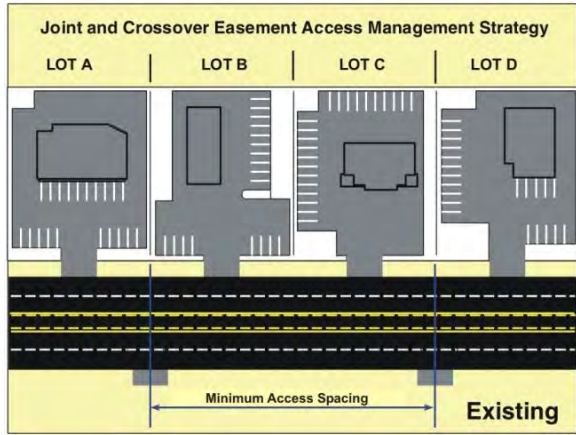 Joint and Crossover Easement Access Management Strategy
LOT A LOT B LOT C LOT D
Minimum Access Spacing
Existing